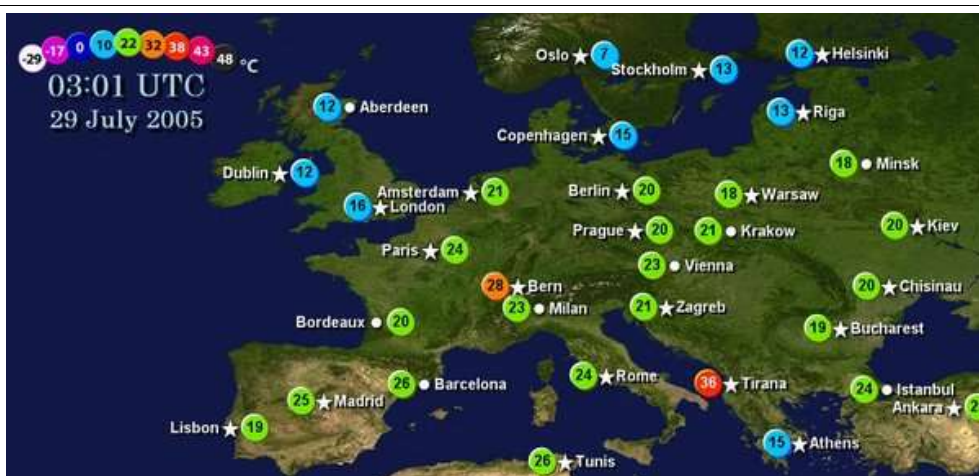 -29 -17 0 10 22 32 38 43 48 °C
03:01 UTC
29 July 2005
Oslo 7
Stockholm 13
12 Helsinki
12 Aberdeen
13 Riga
Copenhagen 15
18 Minsk
Dublin 12
Amsterdam 21
Berlin 20
18 Warsaw
16 London
20 Kiev
Prague 20
21 Krakow
Paris 24
23 Vienna
28 Bern
20 Chisinau
23 Milan
21 Zagreb
Bordeaux 20
19 Bucharest
24 Rome
36 Tirana
26 Barcelona
24 Istanbul
25 Madrid
Ankara
Lisbon 19
15 Athens
26 Tunis